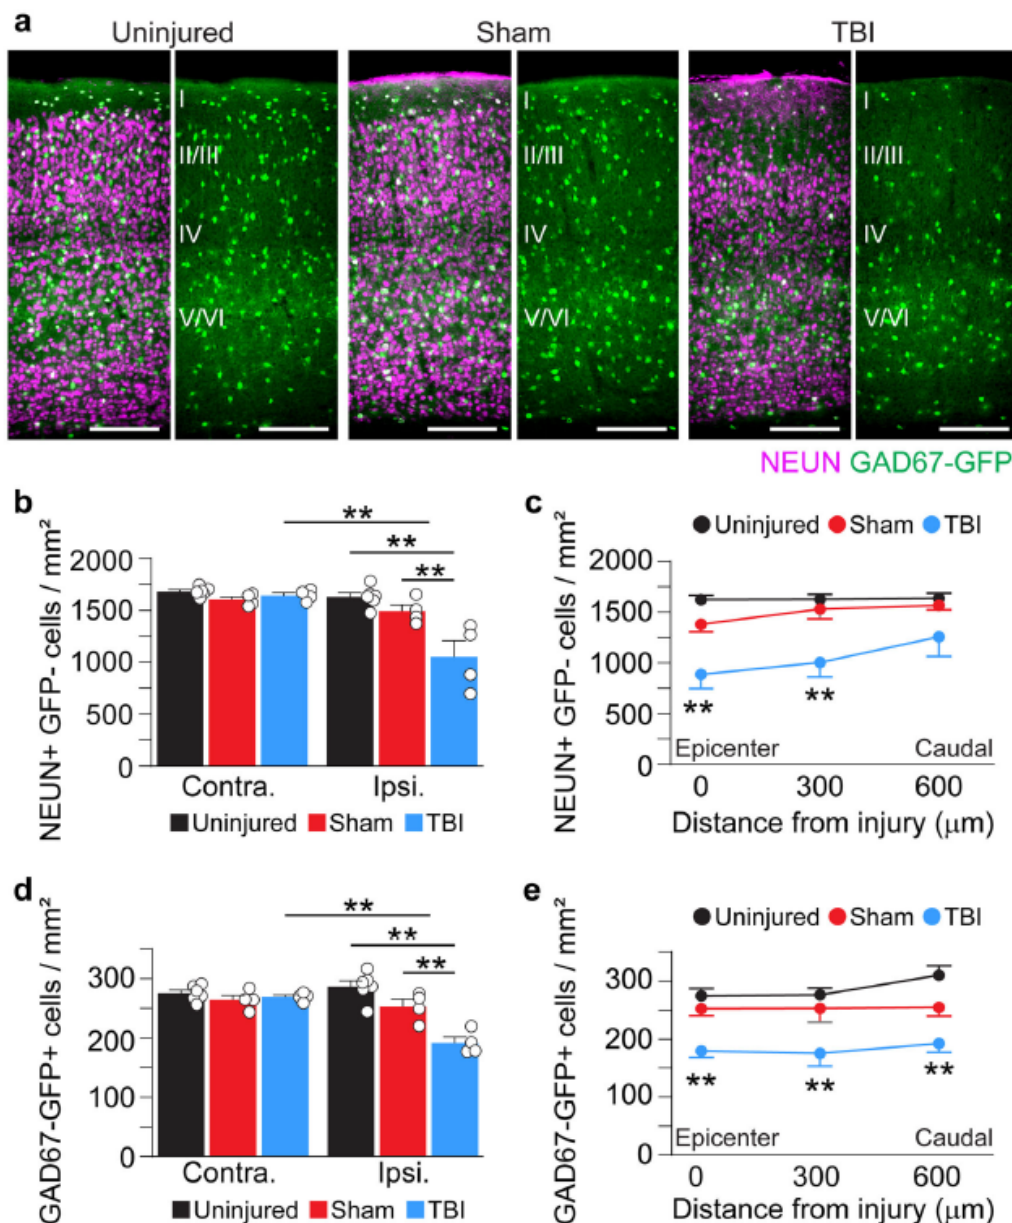 a
Uninjured Sham TBI
I I I
II/III II/III II/III
IV IV IV
V/VI V/VI V/VI
NEUN GAD67-GFP
b
NEUN+ GFP- cells / mm²
2000
1500
1000
500
0
** 
**
**
Contra. Ipsi.
Uninjured Sham TBI
c
Uninjured Sham TBI
NEUN+ GFP- cells / mm²
2000
1500
1000
500
0
** **
Epicenter Caudal
0 300 600
Distance from injury (μm)
d
GAD67-GFP+ cells / mm²
300
200
100
0
**
**
**
Contra. Ipsi.
Uninjured Sham TBI
e
Uninjured Sham TBI
GAD67-GFP+ cells / mm²
300
200
100
0
** ** **
Epicenter Caudal
0 300 600
Distance from injury (μm)